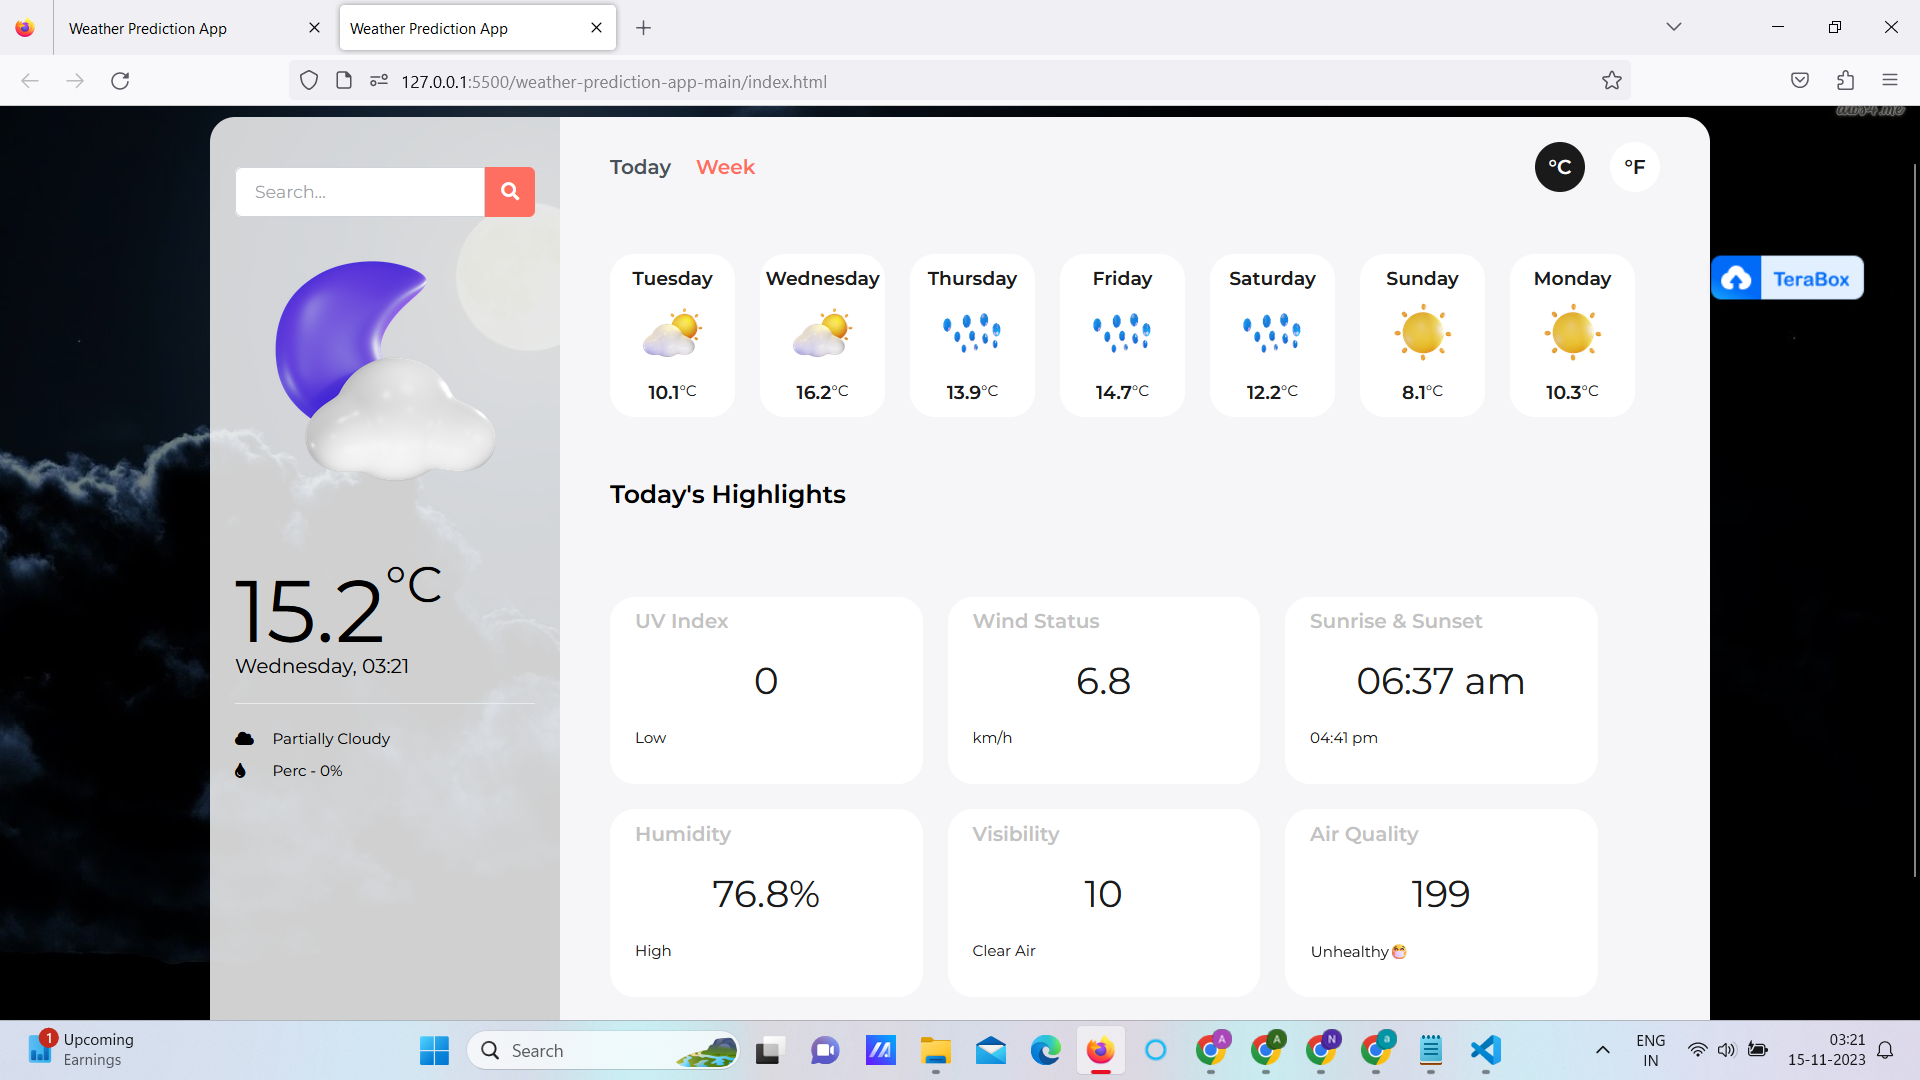 Weather Prediction App
Weather Prediction App
127.0.0.1:5500/weather-prediction-app-main/index.html
Search...
Today Week
°C °F
Tuesday Wednesday Thursday Friday Saturday Sunday Monday
10.1°C 16.2°C 13.9°C 14.7°C 12.2°C 8.1°C 10.3°C
TeraBox
Today's Highlights
15.2°C
Wednesday, 03:21
Partially Cloudy
Perc - 0%
UV Index
0
Low
Wind Status
6.8
km/h
Sunrise & Sunset
06:37 am
04:41 pm
Humidity
76.8%
High
Visibility
10
Clear Air
Air Quality
199
Unhealthy😷
1
Upcoming
Earnings
Search
A A N a
ENG
IN
03:21
15-11-2023